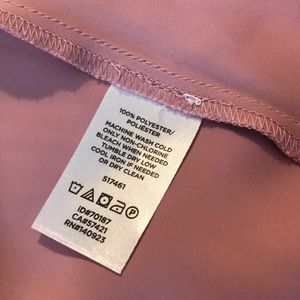 100% POLYESTER/
POLIESTER
MACHINE WASH COLD
ONLY NON-CHLORINE
BLEACH WHEN NEEDED
TUMBLE DRY LOW
COOL IRON IF NEEDED
OR DRY CLEAN
517461
ID#70187
CA#57421
RN#140923